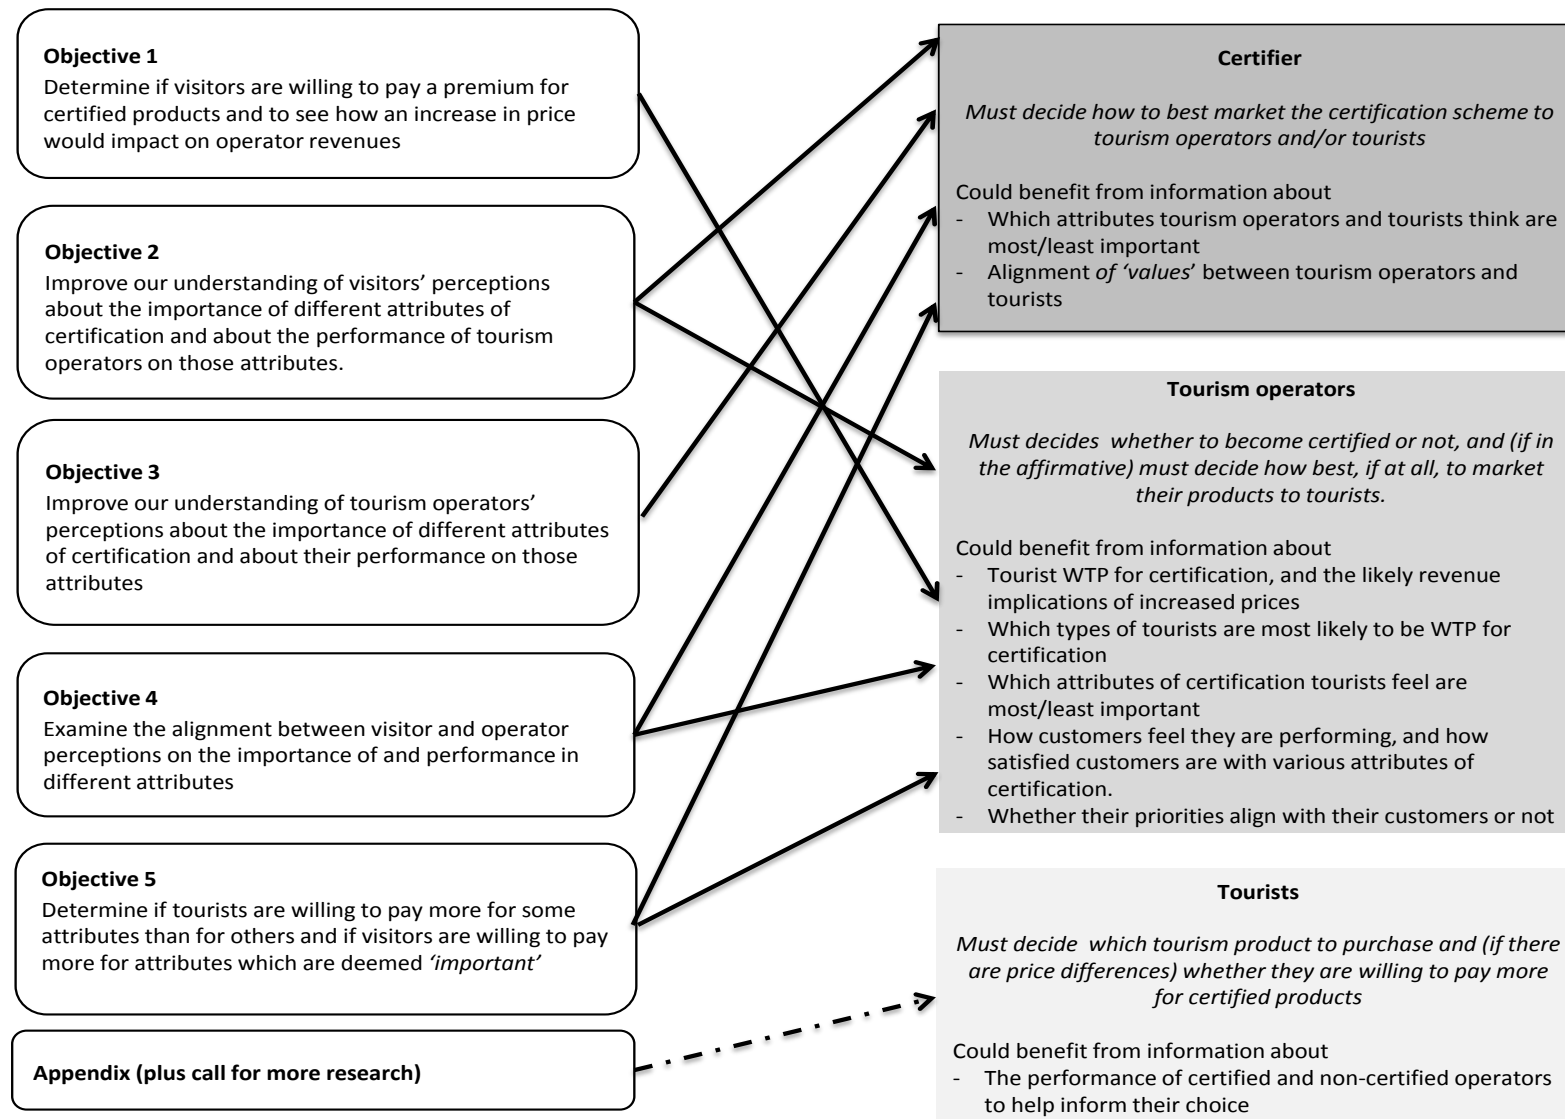 Objective 1
Determine if visitors are willing to pay a premium for
certified products and to see how an increase in price
would impact on operator revenues
Objective 2
Improve our understanding of visitors’ perceptions
about the importance of different attributes of
certification and about the performance of tourism
operators on those attributes.
Objective 3
Improve our understanding of tourism operators’
perceptions about the importance of different attributes
of certification and about their performance on those
attributes
Objective 4
Examine the alignment between visitor and operator
perceptions on the importance of and performance in
different attributes
Objective 5
Determine if tourists are willing to pay more for some
attributes than for others and if visitors are willing to pay
more for attributes which are deemed ‘important’
Appendix (plus call for more research)
Certifier
Must decide how to best market the certification scheme to
tourism operators and/or tourists
Could benefit from information about
- Which attributes tourism operators and tourists think are
most/least important
- Alignment of ‘values’ between tourism operators and
tourists
Tourism operators
Must decides whether to become certified or not, and (if in
the affirmative) must decide how best, if at all, to market
their products to tourists.
Could benefit from information about
- Tourist WTP for certification, and the likely revenue
implications of increased prices
- Which types of tourists are most likely to be WTP for
certification
- Which attributes of certification tourists feel are
most/least important
- How customers feel they are performing, and how
satisfied customers are with various attributes of
certification.
- Whether their priorities align with their customers or not
Tourists
Must decide which tourism product to purchase and (if there
are price differences) whether they are willing to pay more
for certified products
Could benefit from information about
- The performance of certified and non-certified operators
to help inform their choice